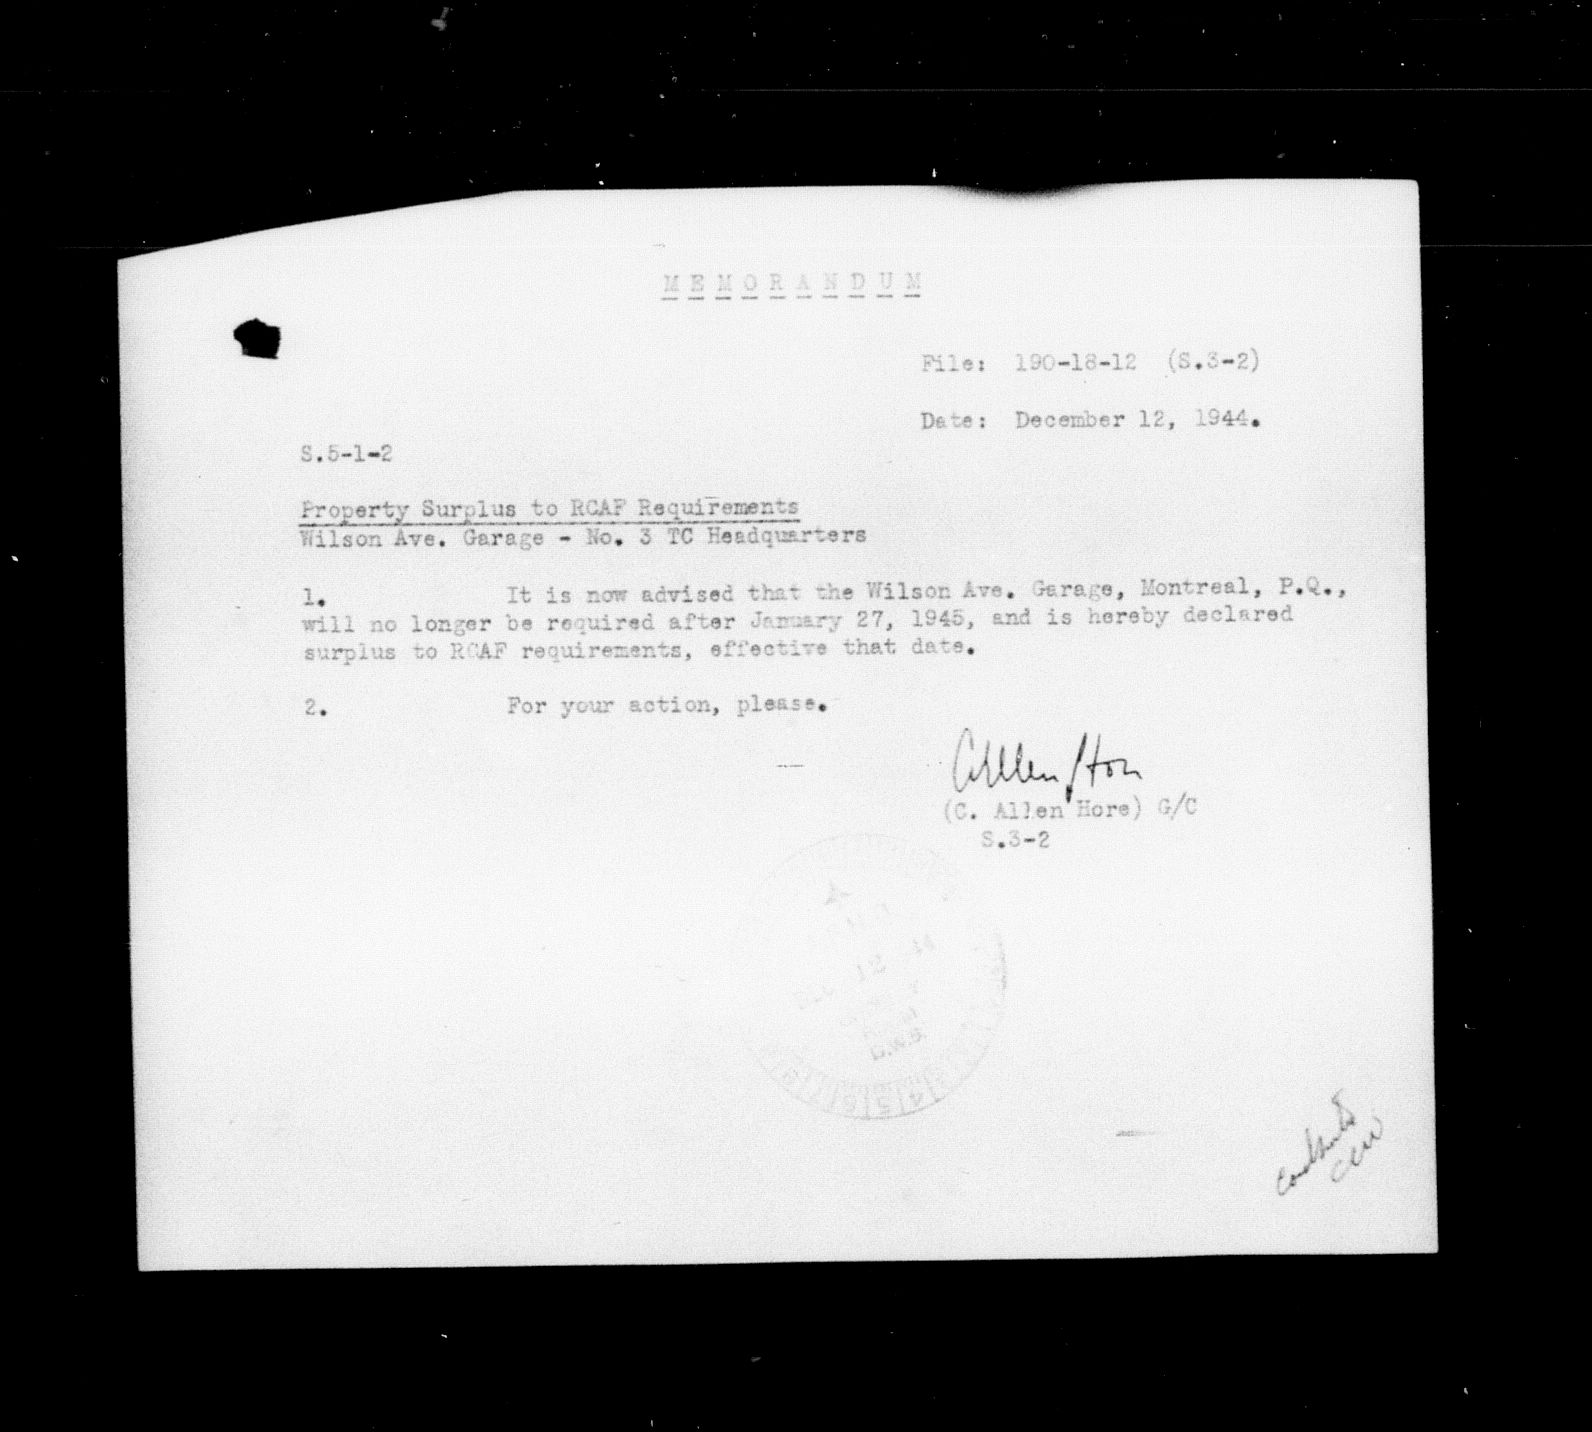 M E M O R A N D U M
File: 190-18-12 (S.3-2)
Date: December 12, 1944.
S.5-1-2
Property Surplus to RCAF Requirements
Wilson Ave. Garage - No. 3 TC Headquarters
1. It is now advised that the Wilson Ave. Garage, Montreal, P.Q.,
will no longer be required after January 27, 1945, and is hereby declared
surplus to RCAF requirements, effective that date.
2. For your action, please.
(C. Allen Hore) G/C
S.3-2